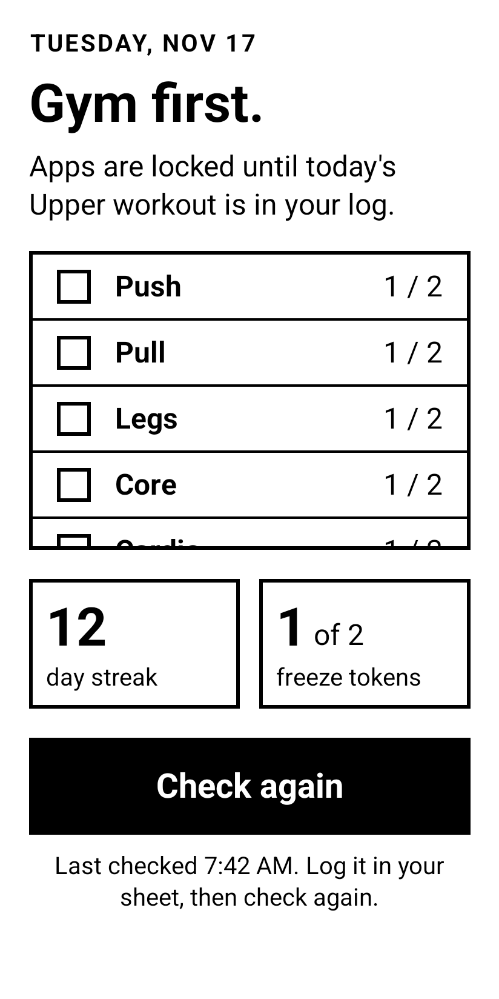 TUESDAY, NOV 17
Gym first.
Apps are locked until today's
Upper workout is in your log.
Push 1 / 2
Pull 1 / 2
Legs 1 / 2
Core 1 / 2
12
day streak
1 of 2
freeze tokens
Check again
Last checked 7:42 AM. Log it in your
sheet, then check again.